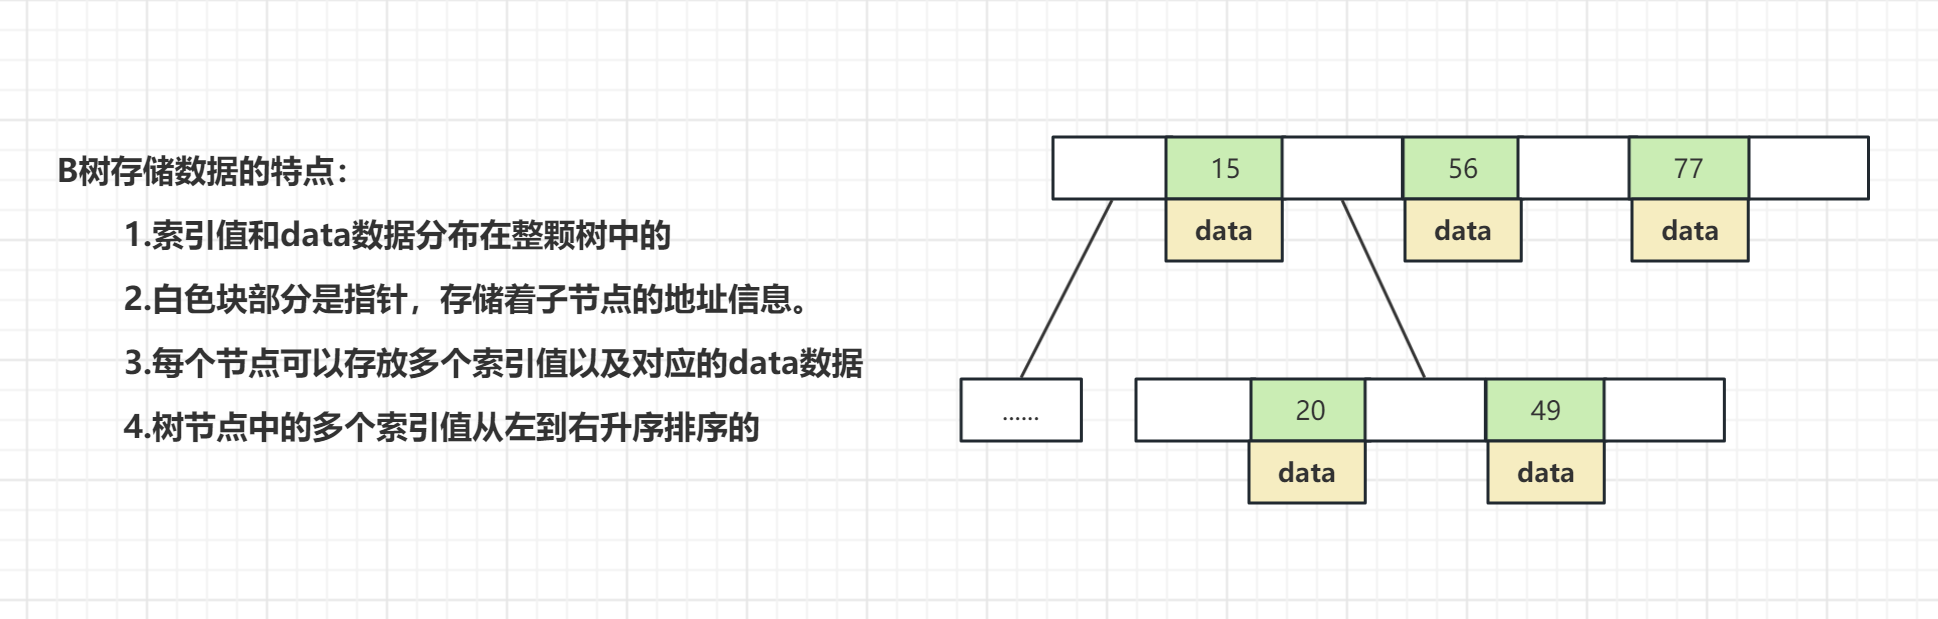 B树存储数据的特点：
1.索引值和data数据分布在整颗树中的
2.白色块部分是指针，存储着子节点的地址信息。
3.每个节点可以存放多个索引值以及对应的data数据
4.树节点中的多个索引值从左到右升序排序的
15 56 77
data data data
...... 20 49
data data